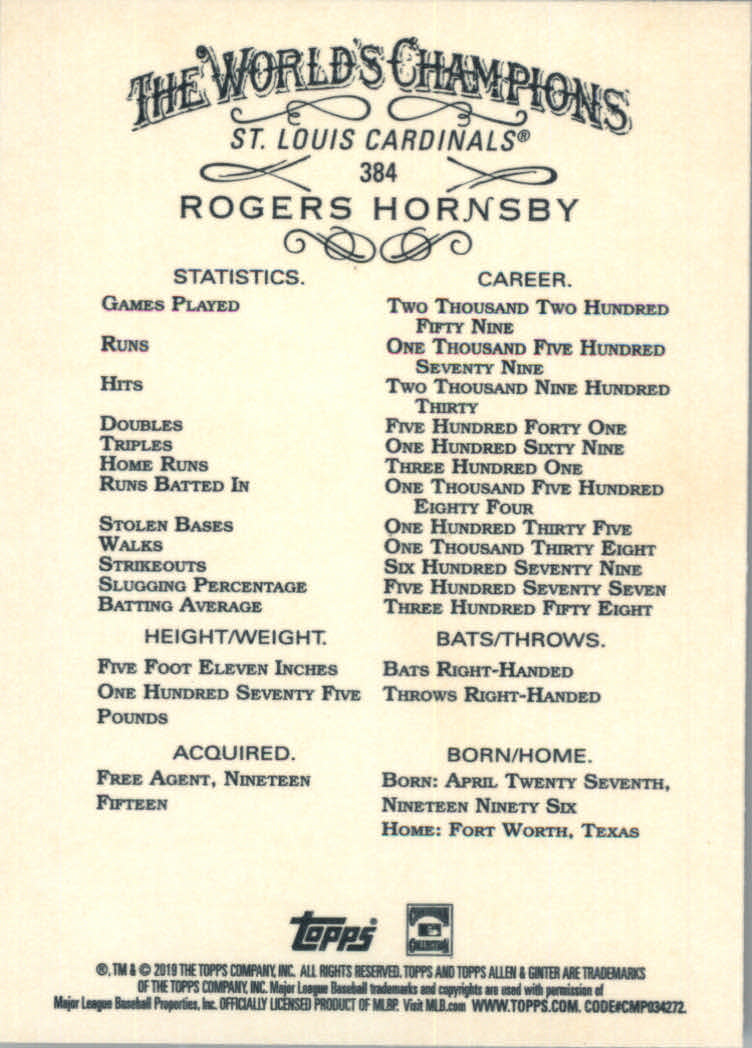 THE WORLD'S CHAMPIONS
ST. LOUIS CARDINALS®
384
ROGERS HORNSBY
STATISTICS. CAREER.
GAMES PLAYED TWO THOUSAND TWO HUNDRED
FIFTY NINE
RUNS ONE THOUSAND FIVE HUNDRED
SEVENTY NINE
HITS TWO THOUSAND NINE HUNDRED
THIRTY
DOUBLES FIVE HUNDRED FORTY ONE
TRIPLES ONE HUNDRED SIXTY NINE
HOME RUNS THREE HUNDRED ONE
RUNS BATTED IN ONE THOUSAND FIVE HUNDRED
EIGHTY FOUR
STOLEN BASES ONE HUNDRED THIRTY FIVE
WALKS ONE THOUSAND THIRTY EIGHT
STRIKEOUTS SIX HUNDRED SEVENTY NINE
SLUGGING PERCENTAGE FIVE HUNDRED SEVENTY SEVEN
BATTING AVERAGE THREE HUNDRED FIFTY EIGHT
HEIGHT/WEIGHT. BATS/THROWS.
FIVE FOOT ELEVEN INCHES BATS RIGHT-HANDED
ONE HUNDRED SEVENTY FIVE THROWS RIGHT-HANDED
POUNDS
ACQUIRED. BORN/HOME.
FREE AGENT, NINETEEN BORN: APRIL TWENTY SEVENTH,
FIFTEEN NINETEEN NINETY SIX
HOME: FORT WORTH, TEXAS
topps® COOPERSTOWN COLLECTION
®, TM & © 2019 THE TOPPS COMPANY, INC. ALL RIGHTS RESERVED. TOPPS AND TOPPS ALLEN & GINTER ARE TRADEMARKS
OF THE TOPPS COMPANY, INC. Major League Baseball trademarks and copyrights are used with permission of
Major League Baseball Properties, Inc. OFFICIALLY LICENSED PRODUCT OF MLBP. Visit MLB.com WWW.TOPPS.COM. CODE#CMP034272.